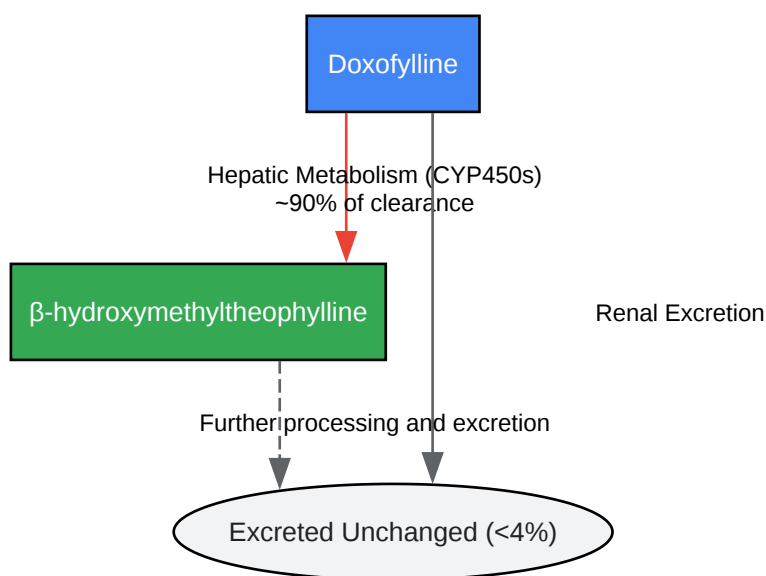 Doxofylline
Hepatic Metabolism (CYP450s)
~90% of clearance
β-hydroxymethyltheophylline
Renal Excretion
Further processing and excretion
Excreted Unchanged (<4%)